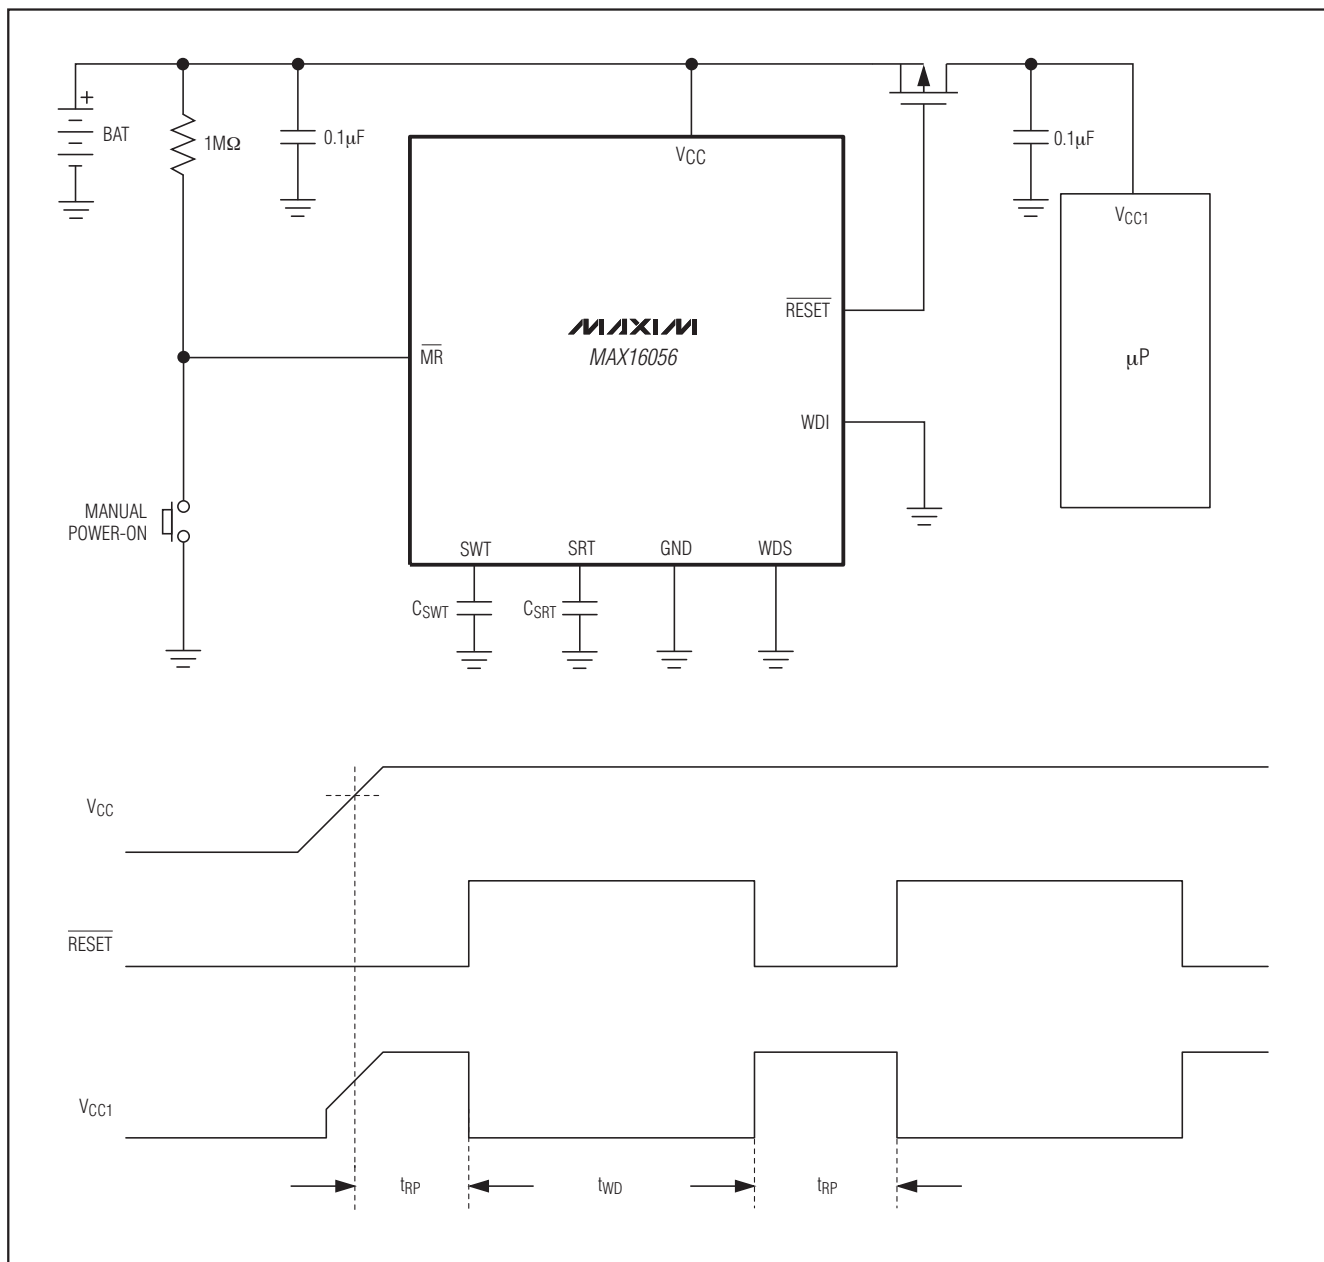 +
BAT
1MΩ
0.1μF
VCC
0.1μF
VCC1
RESET
MAXIM
MAX16056
MR
μP
WDI
MANUAL
POWER-ON
SWT
SRT
GND
WDS
CSWT
CSRT
VCC
RESET
VCC1
tRP
tWD
tRP